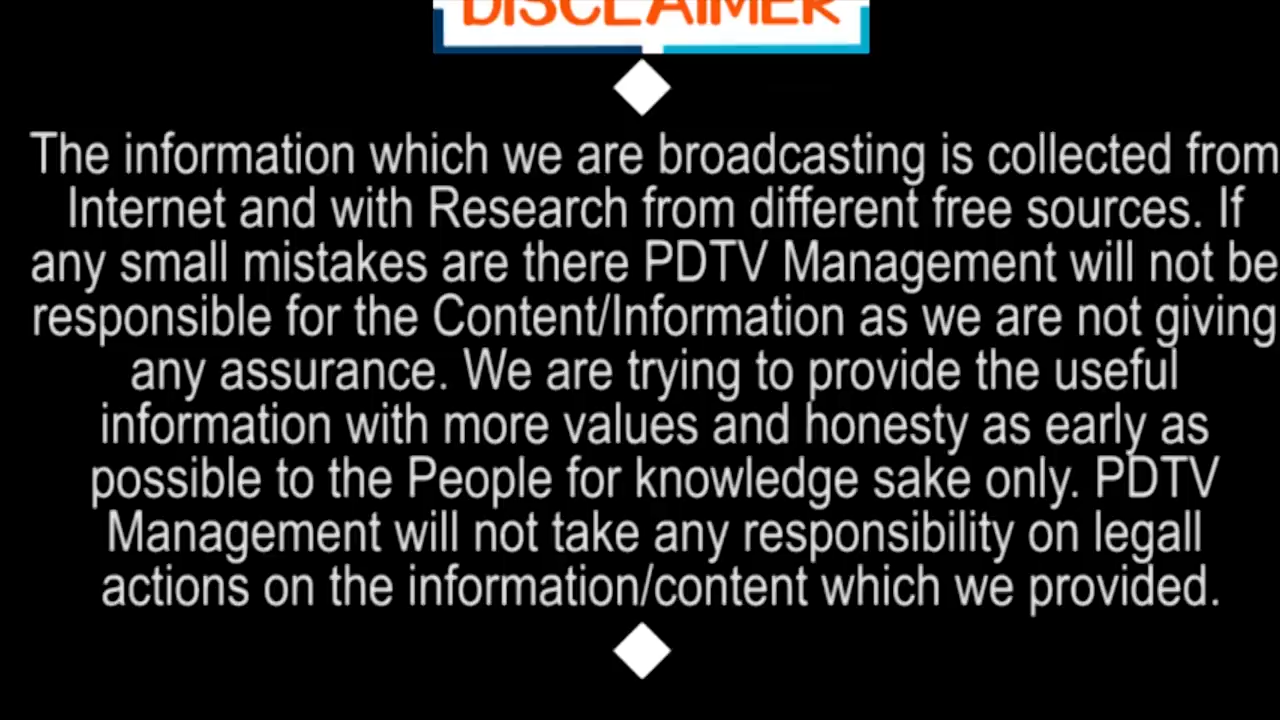 DISCLAIMER
The information which we are broadcasting is collected from
Internet and with Research from different free sources. If
any small mistakes are there PDTV Management will not be
responsible for the Content/Information as we are not giving
any assurance. We are trying to provide the useful
information with more values and honesty as early as
possible to the People for knowledge sake only. PDTV
Management will not take any responsibility on legall
actions on the information/content which we provided.